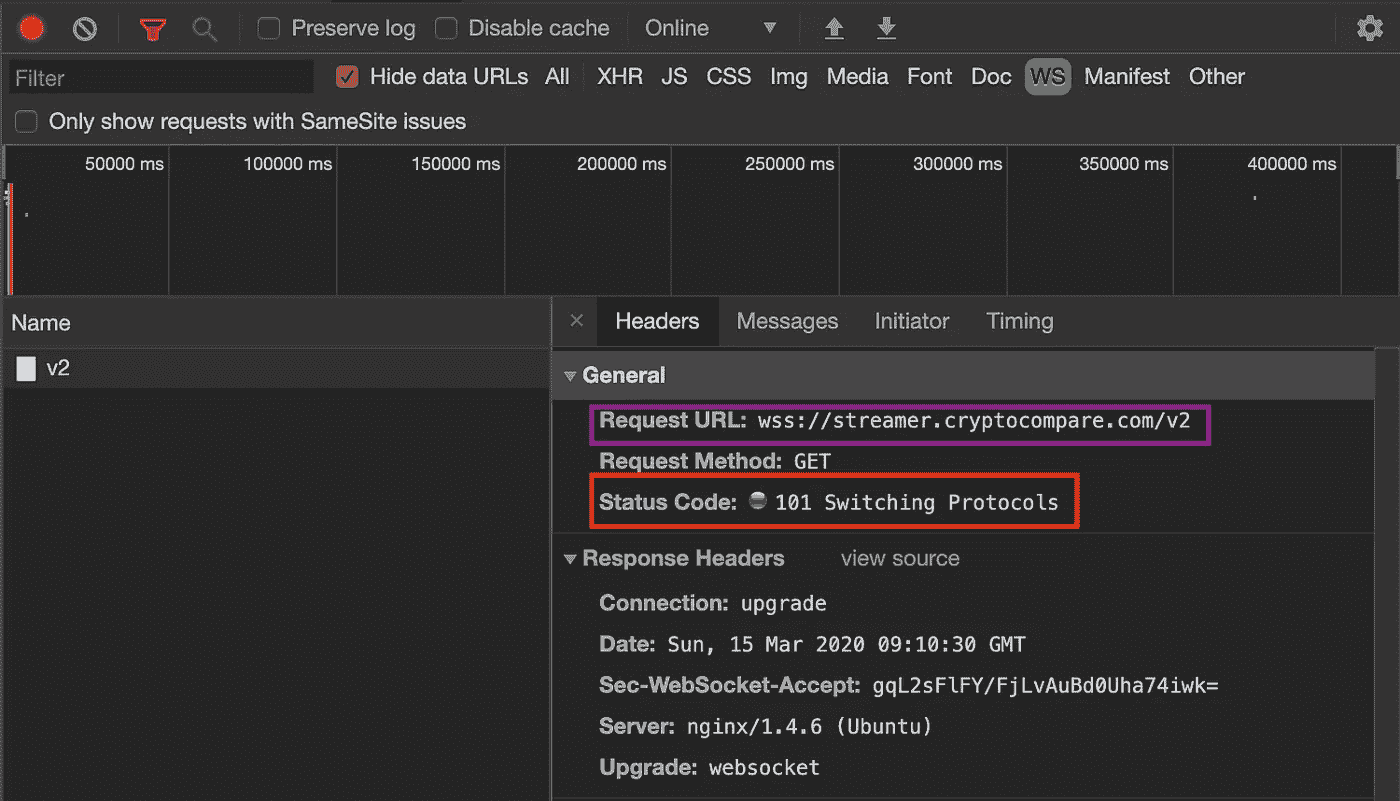 Preserve log Disable cache Online
Filter Hide data URLs All XHR JS CSS Img Media Font Doc WS Manifest Other
Only show requests with SameSite issues
50000 ms 100000 ms 150000 ms 200000 ms 250000 ms 300000 ms 350000 ms 400000 ms
Name
v2
Headers Messages Initiator Timing
General
Request URL: wss://streamer.cryptocompare.com/v2
Request Method: GET
Status Code: 101 Switching Protocols
Response Headers view source
Connection: upgrade
Date: Sun, 15 Mar 2020 09:10:30 GMT
Sec-WebSocket-Accept: gqL2sFlFY/FjLvAuBd0Uha74iwk=
Server: nginx/1.4.6 (Ubuntu)
Upgrade: websocket